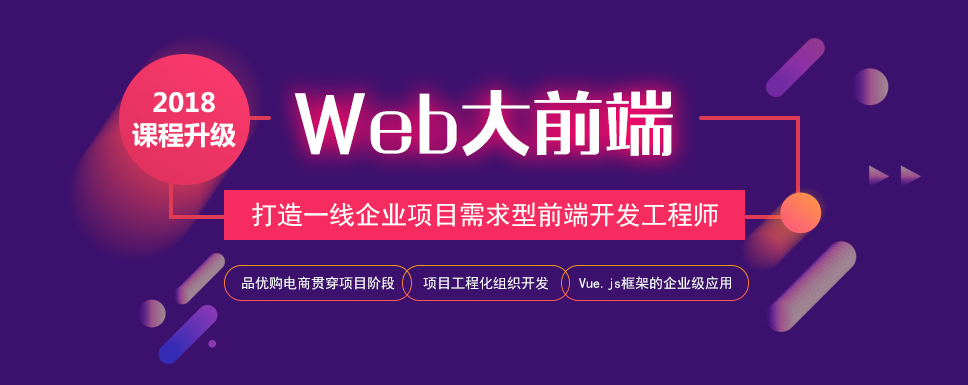 2018
课程升级
Web大前端
打造一线企业项目需求型前端开发工程师
品优购电商贯穿项目阶段
项目工程化组织开发
Vue.js框架的企业级应用